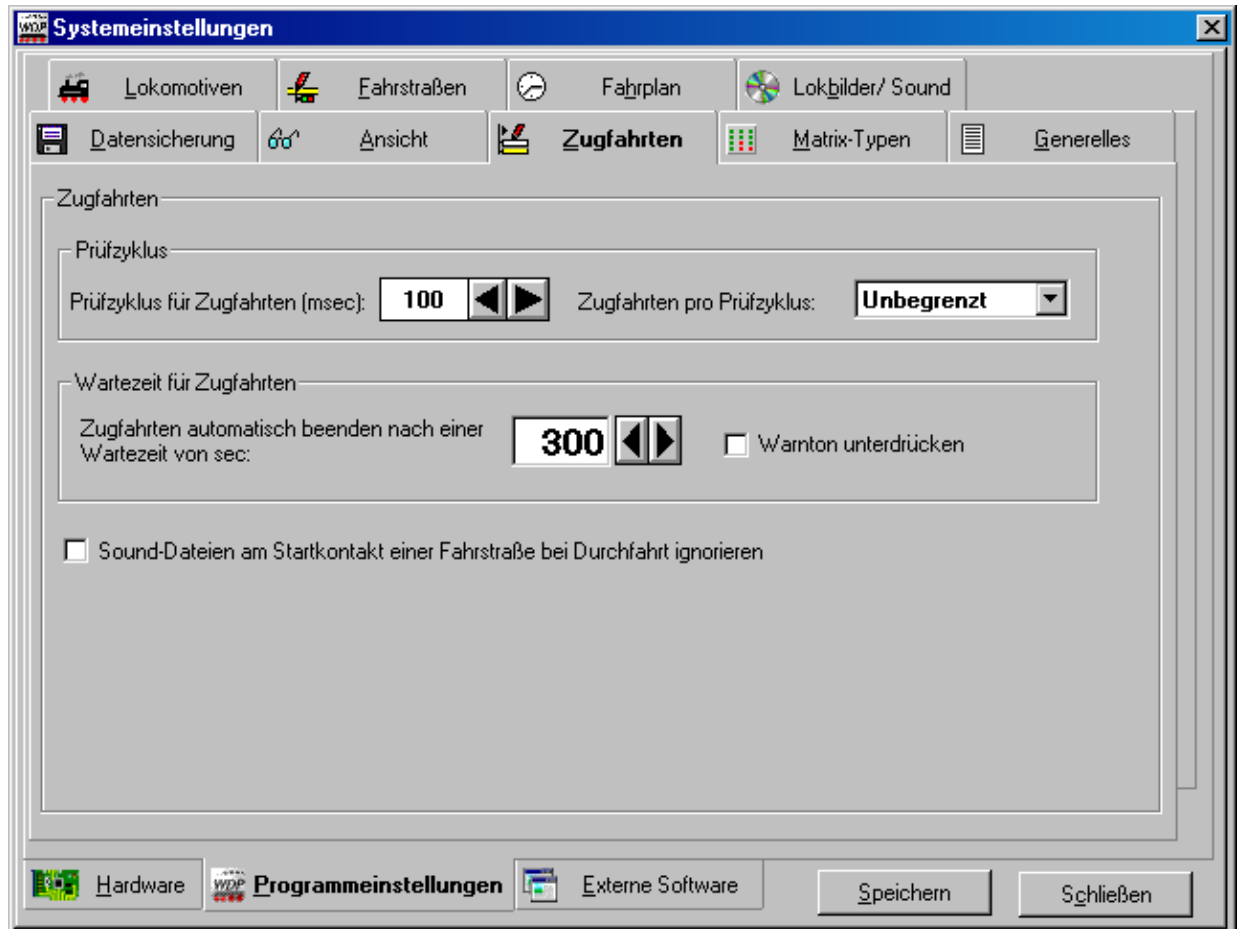 WDP Systemeinstellungen
Lokomotiven Fahrstraßen Fahrplan Lokbilder/ Sound
Datensicherung Ansicht Zugfahrten Matrix-Typen Generelles
Zugfahrten
Prüfzyklus
Prüfzyklus für Zugfahrten (msec): 100 Zugfahrten pro Prüfzyklus: Unbegrenzt
Wartezeit für Zugfahrten
Zugfahrten automatisch beenden nach einer
Wartezeit von sec: 300 Warnton unterdrücken
Sound-Dateien am Startkontakt einer Fahrstraße bei Durchfahrt ignorieren
Hardware WDP Programmeinstellungen Externe Software Speichern Schließen